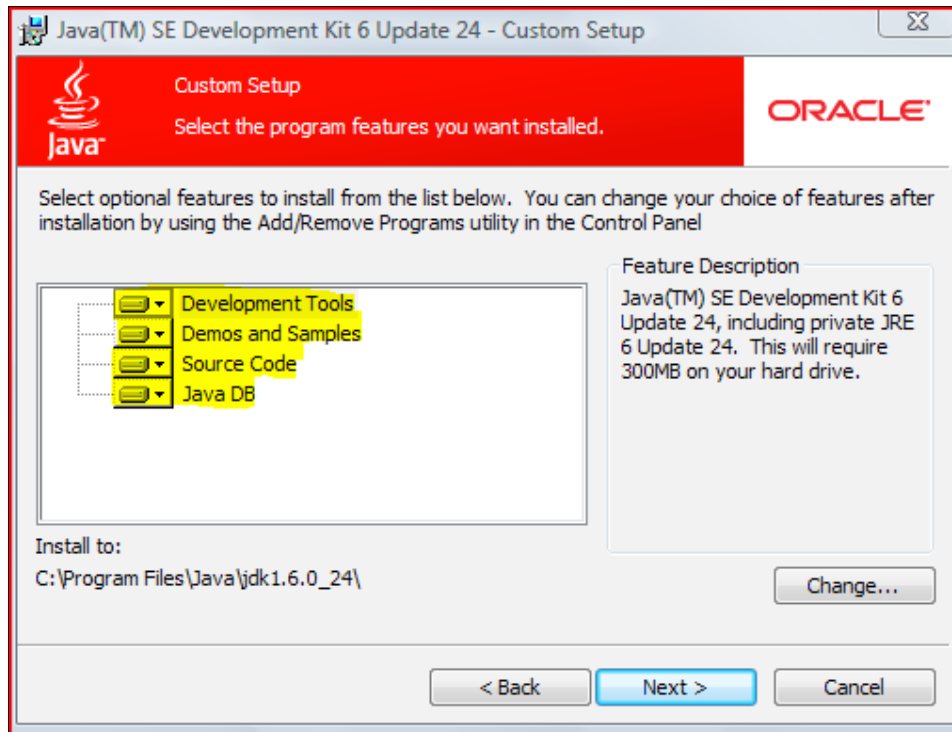 Java(TM) SE Development Kit 6 Update 24 - Custom Setup
Custom Setup
Select the program features you want installed.
Java™
ORACLE®
Select optional features to install from the list below.  You can change your choice of features after
installation by using the Add/Remove Programs utility in the Control Panel
Development Tools
Demos and Samples
Source Code
Java DB
Feature Description
Java(TM) SE Development Kit 6
Update 24, including private JRE
6 Update 24.  This will require
300MB on your hard drive.
Install to:
C:\Program Files\Java\jdk1.6.0_24\
Change...
< Back
Next >
Cancel